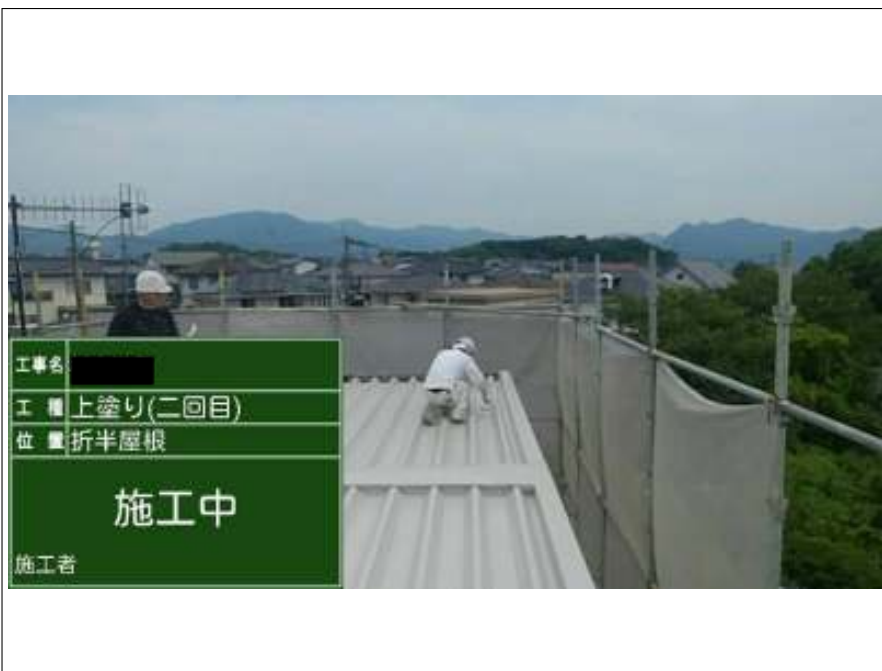 工事名
工 種 上塗り(二回目)
位 置 折半屋根
施工中
施工者